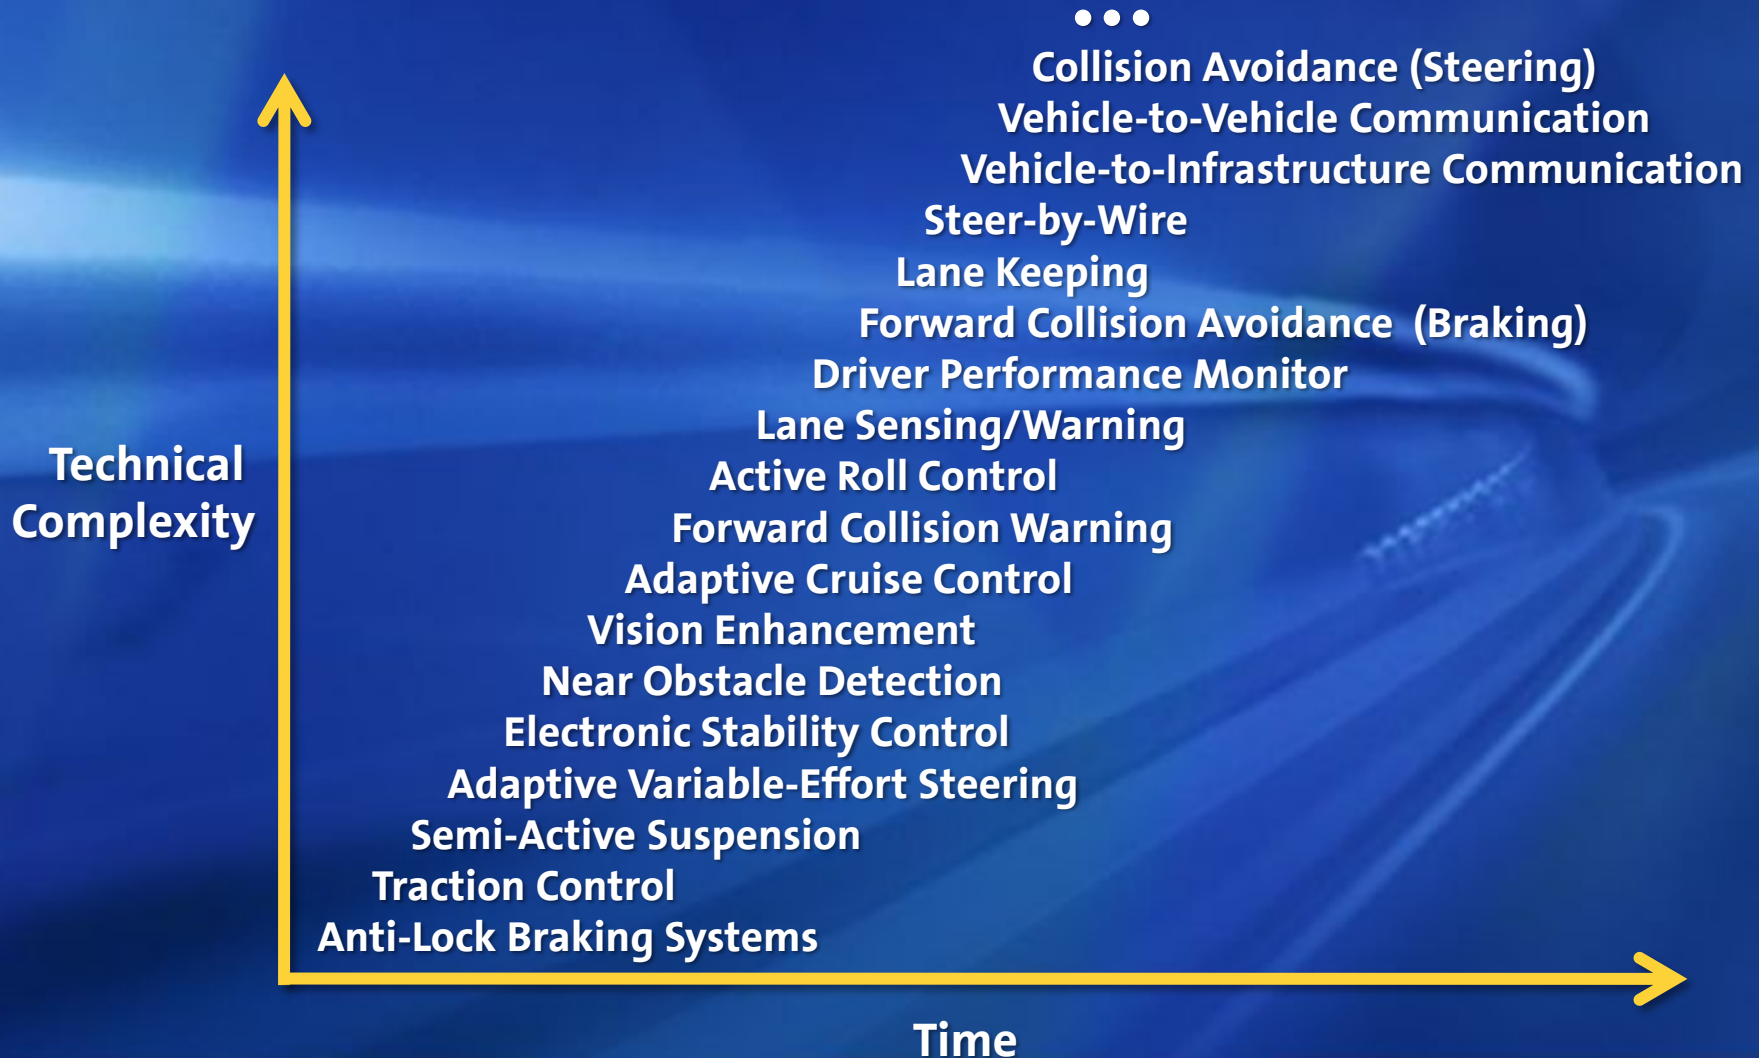 •••
Collision Avoidance (Steering)
Vehicle-to-Vehicle Communication
Vehicle-to-Infrastructure Communication
Steer-by-Wire
Lane Keeping
Forward Collision Avoidance (Braking)
Driver Performance Monitor
Lane Sensing/Warning
Active Roll Control
Forward Collision Warning
Adaptive Cruise Control
Vision Enhancement
Near Obstacle Detection
Electronic Stability Control
Adaptive Variable-Effort Steering
Semi-Active Suspension
Traction Control
Anti-Lock Braking Systems
Technical
Complexity
Time